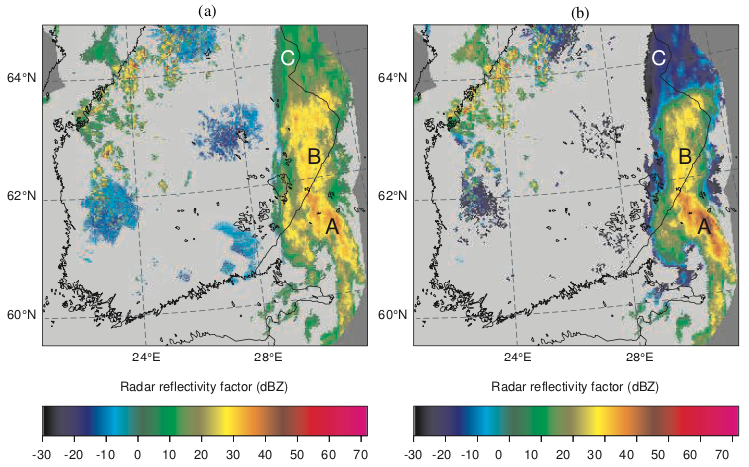 (a) (b)
64°N 64°N
C C
B B
62°N 62°N
A A
60°N 60°N
24°E 28°E 24°E 28°E
Radar reflectivity factor (dBZ) Radar reflectivity factor (dBZ)
-30 -20 -10 0 10 20 30 40 50 60 70 -30 -20 -10 0 10 20 30 40 50 60 70